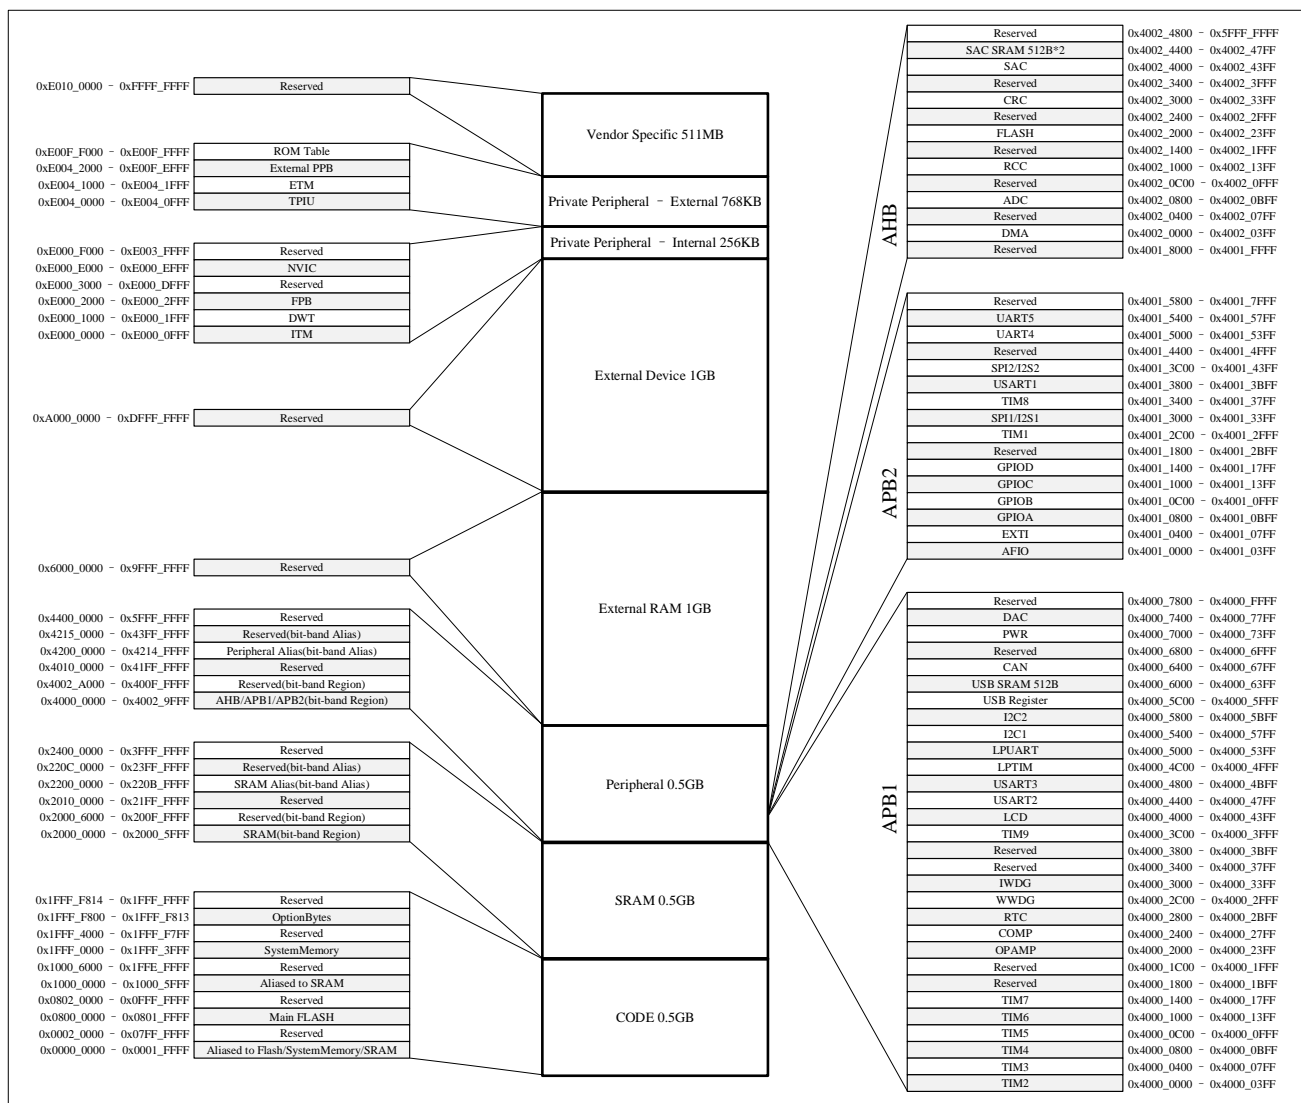 0xE010_0000 - 0xFFFF_FFFF Reserved
0xE00F_F000 - 0xE00F_FFFF ROM Table
0xE004_2000 - 0xE00F_EFFF External PPB
0xE004_1000 - 0xE004_1FFF ETM
0xE004_0000 - 0xE004_0FFF TPIU
0xE000_F000 - 0xE003_FFFF Reserved
0xE000_E000 - 0xE000_EFFF NVIC
0xE000_3000 - 0xE000_DFFF Reserved
0xE000_2000 - 0xE000_2FFF FPB
0xE000_1000 - 0xE000_1FFF DWT
0xE000_0000 - 0xE000_0FFF ITM
0xA000_0000 - 0xDFFF_FFFF Reserved
0x6000_0000 - 0x9FFF_FFFF Reserved
0x4400_0000 - 0x5FFF_FFFF Reserved
0x4215_0000 - 0x43FF_FFFF Reserved(bit-band Alias)
0x4200_0000 - 0x4214_FFFF Peripheral Alias(bit-band Alias)
0x4010_0000 - 0x41FF_FFFF Reserved
0x4002_A000 - 0x400F_FFFF Reserved(bit-band Region)
0x4000_0000 - 0x4002_9FFF AHB/APB1/APB2(bit-band Region)
0x2400_0000 - 0x3FFF_FFFF Reserved
0x220C_0000 - 0x23FF_FFFF Reserved(bit-band Alias)
0x2200_0000 - 0x220B_FFFF SRAM Alias(bit-band Alias)
0x2010_0000 - 0x21FF_FFFF Reserved
0x2000_6000 - 0x200F_FFFF Reserved(bit-band Region)
0x2000_0000 - 0x2000_5FFF SRAM(bit-band Region)
0x1FFF_F814 - 0x1FFF_FFFF Reserved
0x1FFF_F800 - 0x1FFF_F813 OptionBytes
0x1FFF_4000 - 0x1FFF_F7FF Reserved
0x1FFF_0000 - 0x1FFF_3FFF SystemMemory
0x1000_6000 - 0x1FFE_FFFF Reserved
0x1000_0000 - 0x1000_5FFF Aliased to SRAM
0x0802_0000 - 0x0FFF_FFFF Reserved
0x0800_0000 - 0x0801_FFFF Main FLASH
0x0002_0000 - 0x07FF_FFFF Reserved
0x0000_0000 - 0x0001_FFFF Aliased to Flash/SystemMemory/SRAM
Vendor Specific 511MB
Private Peripheral - External 768KB
Private Peripheral - Internal 256KB
External Device 1GB
External RAM 1GB
Peripheral 0.5GB
SRAM 0.5GB
CODE 0.5GB
AHB
Reserved 0x4002_4800 - 0x5FFF_FFFF
SAC SRAM 512B*2 0x4002_4400 - 0x4002_47FF
SAC 0x4002_4000 - 0x4002_43FF
Reserved 0x4002_3400 - 0x4002_3FFF
CRC 0x4002_3000 - 0x4002_33FF
Reserved 0x4002_2400 - 0x4002_2FFF
FLASH 0x4002_2000 - 0x4002_23FF
Reserved 0x4002_1400 - 0x4002_1FFF
RCC 0x4002_1000 - 0x4002_13FF
Reserved 0x4002_0C00 - 0x4002_0FFF
ADC 0x4002_0800 - 0x4002_0BFF
Reserved 0x4002_0400 - 0x4002_07FF
DMA 0x4002_0000 - 0x4002_03FF
Reserved 0x4001_8000 - 0x4001_FFFF
APB2
Reserved 0x4001_5800 - 0x4001_7FFF
UART5 0x4001_5400 - 0x4001_57FF
UART4 0x4001_5000 - 0x4001_53FF
Reserved 0x4001_4400 - 0x4001_4FFF
SPI2/I2S2 0x4001_3C00 - 0x4001_43FF
USART1 0x4001_3800 - 0x4001_3BFF
TIM8 0x4001_3400 - 0x4001_37FF
SPI1/I2S1 0x4001_3000 - 0x4001_33FF
TIM1 0x4001_2C00 - 0x4001_2FFF
Reserved 0x4001_1800 - 0x4001_2BFF
GPIOD 0x4001_1400 - 0x4001_17FF
GPIOC 0x4001_1000 - 0x4001_13FF
GPIOB 0x4001_0C00 - 0x4001_0FFF
GPIOA 0x4001_0800 - 0x4001_0BFF
EXTI 0x4001_0400 - 0x4001_07FF
AFIO 0x4001_0000 - 0x4001_03FF
APB1
Reserved 0x4000_7800 - 0x4000_FFFF
DAC 0x4000_7400 - 0x4000_77FF
PWR 0x4000_7000 - 0x4000_73FF
Reserved 0x4000_6800 - 0x4000_6FFF
CAN 0x4000_6400 - 0x4000_67FF
USB SRAM 512B 0x4000_6000 - 0x4000_63FF
USB Register 0x4000_5C00 - 0x4000_5FFF
I2C2 0x4000_5800 - 0x4000_5BFF
I2C1 0x4000_5400 - 0x4000_57FF
LPUART 0x4000_5000 - 0x4000_53FF
LPTIM 0x4000_4C00 - 0x4000_4FFF
USART3 0x4000_4800 - 0x4000_4BFF
USART2 0x4000_4400 - 0x4000_47FF
LCD 0x4000_4000 - 0x4000_43FF
TIM9 0x4000_3C00 - 0x4000_3FFF
Reserved 0x4000_3800 - 0x4000_3BFF
Reserved 0x4000_3400 - 0x4000_37FF
IWDG 0x4000_3000 - 0x4000_33FF
WWDG 0x4000_2C00 - 0x4000_2FFF
RTC 0x4000_2800 - 0x4000_2BFF
COMP 0x4000_2400 - 0x4000_27FF
OPAMP 0x4000_2000 - 0x4000_23FF
Reserved 0x4000_1C00 - 0x4000_1FFF
Reserved 0x4000_1800 - 0x4000_1BFF
TIM7 0x4000_1400 - 0x4000_17FF
TIM6 0x4000_1000 - 0x4000_13FF
TIM5 0x4000_0C00 - 0x4000_0FFF
TIM4 0x4000_0800 - 0x4000_0BFF
TIM3 0x4000_0400 - 0x4000_07FF
TIM2 0x4000_0000 - 0x4000_03FF